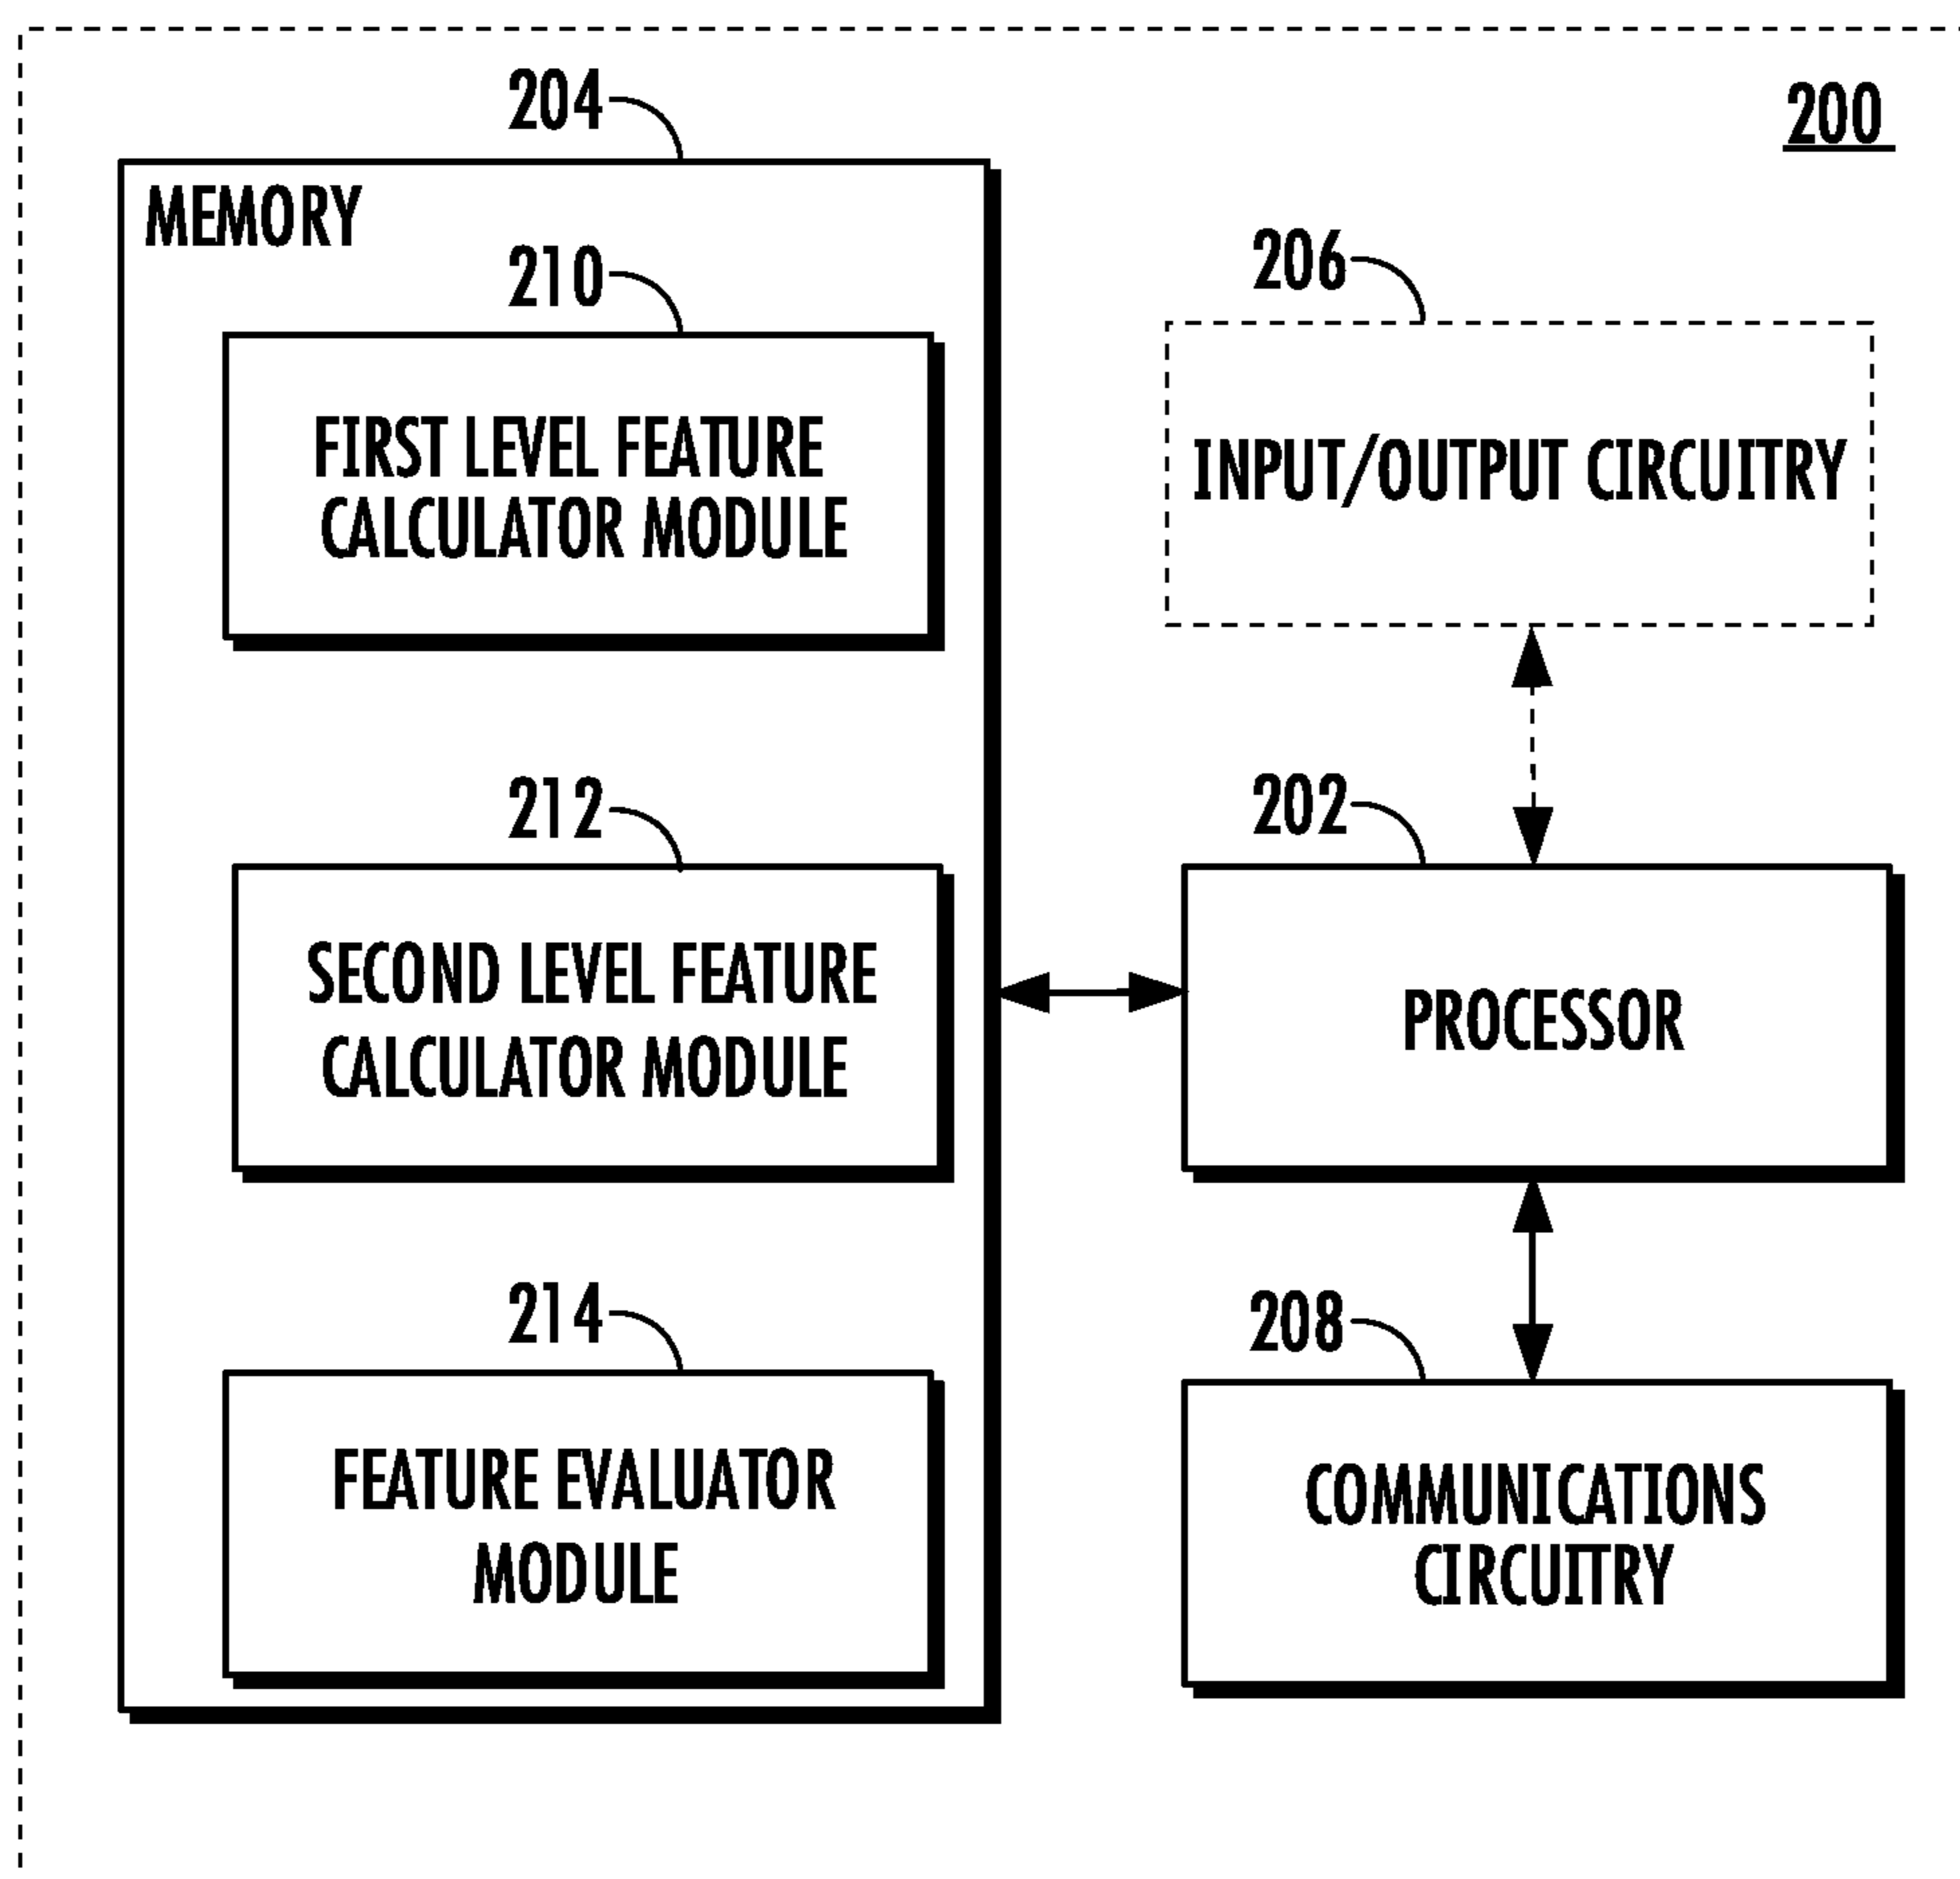 200
204
MEMORY
210
FIRST LEVEL FEATURE
CALCULATOR MODULE
212
SECOND LEVEL FEATURE
CALCULATOR MODULE
214
FEATURE EVALUATOR
MODULE
206
INPUT/OUTPUT CIRCUITRY
202
PROCESSOR
208
COMMUNICATIONS
CIRCUITRY